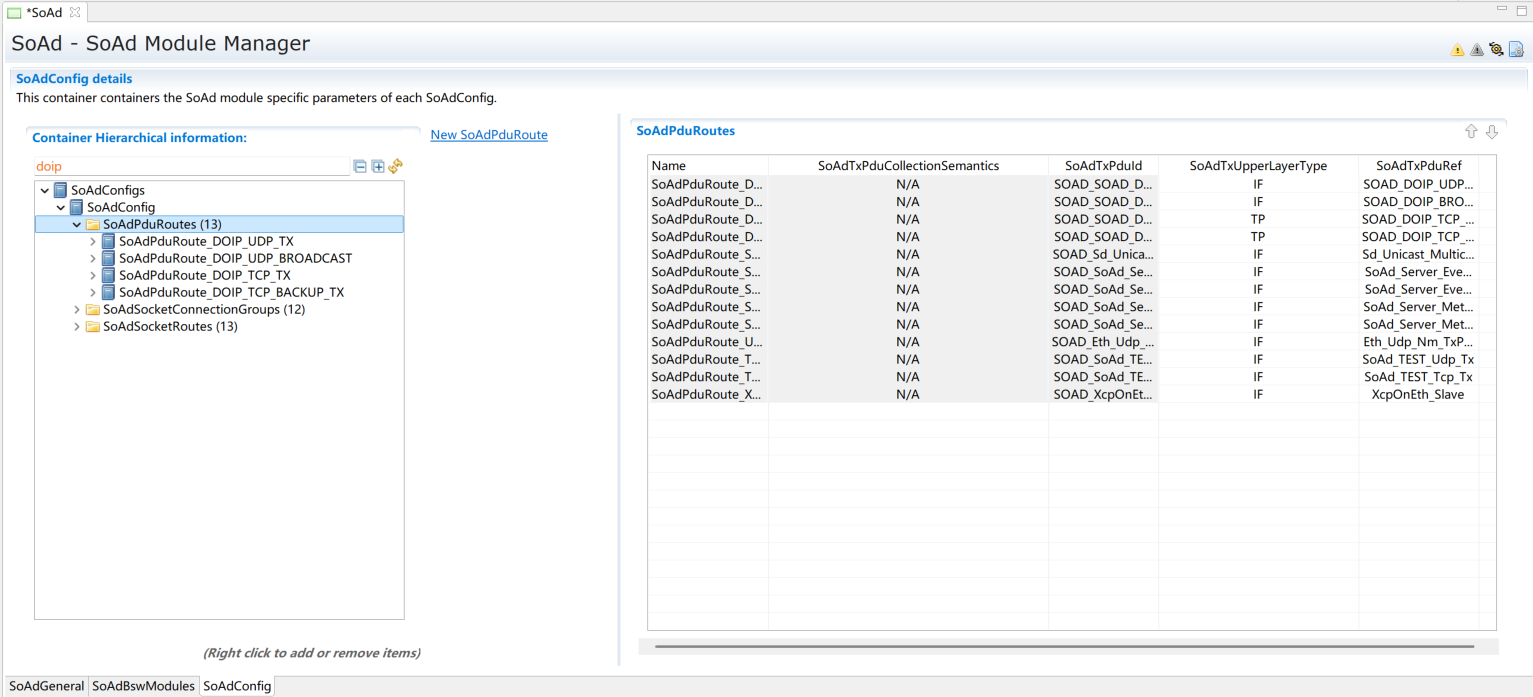 *SoAd
SoAd - SoAd Module Manager
SoAdConfig details
This container containers the SoAd module specific parameters of each SoAdConfig.
Container Hierarchical information:
New SoAdPduRoute
doip
SoAdConfigs
SoAdConfig
SoAdPduRoutes (13)
SoAdPduRoute_DOIP_UDP_TX
SoAdPduRoute_DOIP_UDP_BROADCAST
SoAdPduRoute_DOIP_TCP_TX
SoAdPduRoute_DOIP_TCP_BACKUP_TX
SoAdSocketConnectionGroups (12)
SoAdSocketRoutes (13)
(Right click to add or remove items)
SoAdPduRoutes
Name SoAdTxPduCollectionSemantics SoAdTxPduId SoAdTxUpperLayerType SoAdTxPduRef
SoAdPduRoute_D... N/A SOAD_SOAD_D... IF SOAD_DOIP_UDP...
SoAdPduRoute_D... N/A SOAD_SOAD_D... IF SOAD_DOIP_BRO...
SoAdPduRoute_D... N/A SOAD_SOAD_D... TP SOAD_DOIP_TCP_...
SoAdPduRoute_D... N/A SOAD_SOAD_D... TP SOAD_DOIP_TCP_...
SoAdPduRoute_S... N/A SOAD_Sd_Unica... IF Sd_Unicast_Multic...
SoAdPduRoute_S... N/A SOAD_SoAd_Se... IF SoAd_Server_Eve...
SoAdPduRoute_S... N/A SOAD_SoAd_Se... IF SoAd_Server_Eve...
SoAdPduRoute_S... N/A SOAD_SoAd_Se... IF SoAd_Server_Met...
SoAdPduRoute_S... N/A SOAD_SoAd_Se... IF SoAd_Server_Met...
SoAdPduRoute_U... N/A SOAD_Eth_Udp_... IF Eth_Udp_Nm_TxP...
SoAdPduRoute_T... N/A SOAD_SoAd_TE... IF SoAd_TEST_Udp_Tx
SoAdPduRoute_T... N/A SOAD_SoAd_TE... IF SoAd_TEST_Tcp_Tx
SoAdPduRoute_X... N/A SOAD_XcpOnEt... IF XcpOnEth_Slave
SoAdGeneral SoAdBswModules SoAdConfig